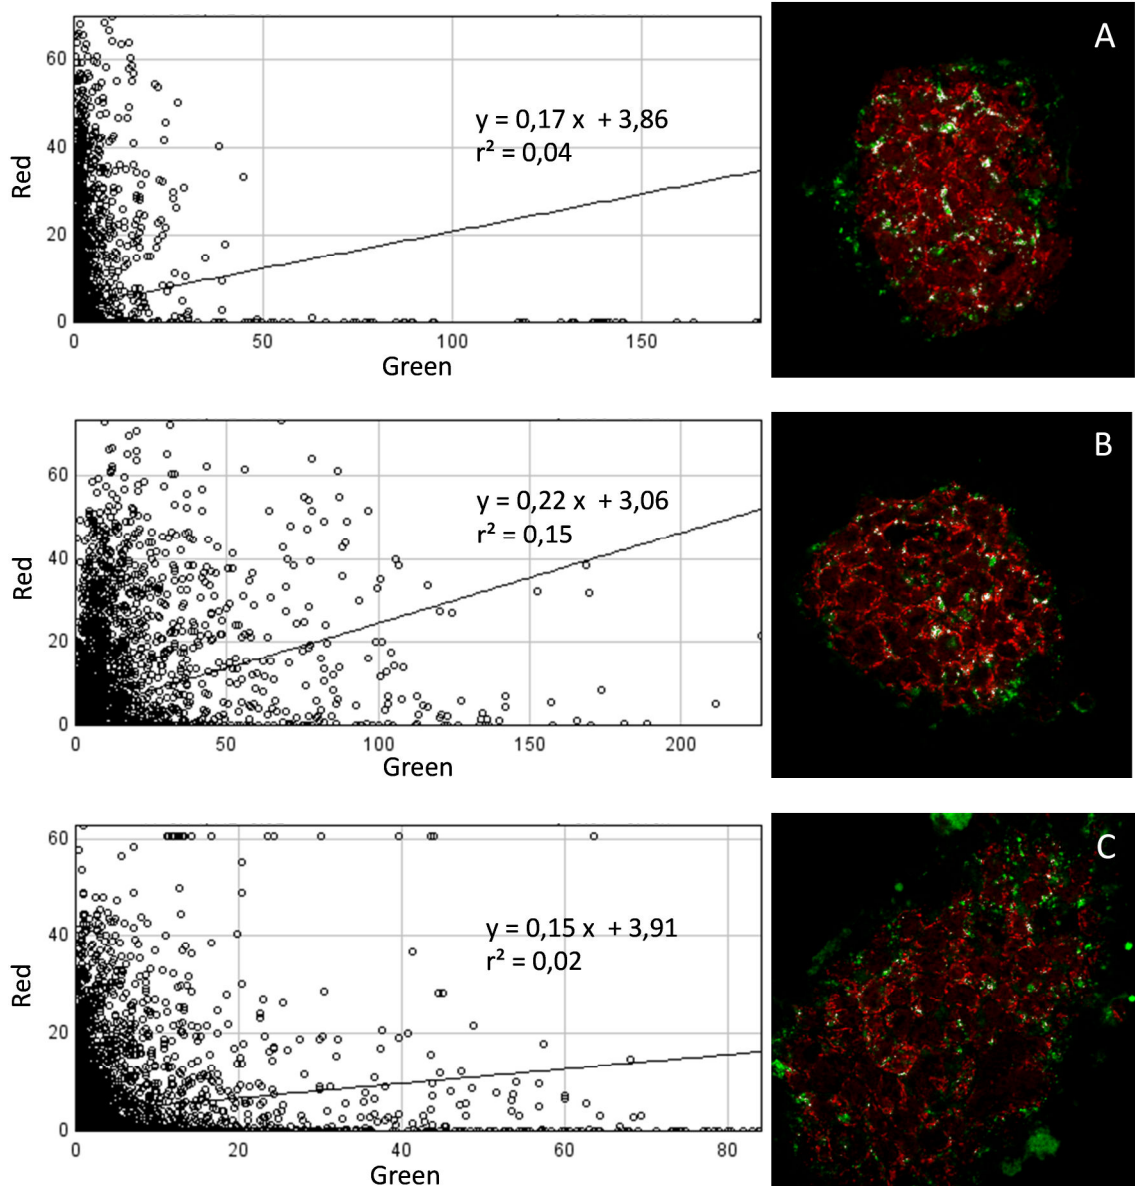 A
60
40
20
0
Red
y = 0,17 x + 3,86
r² = 0,04
0 50 100 150
Green
B
60
40
20
0
Red
y = 0,22 x + 3,06
r² = 0,15
0 50 100 150 200
Green
C
60
40
20
0
Red
y = 0,15 x + 3,91
r² = 0,02
0 20 40 60 80
Green